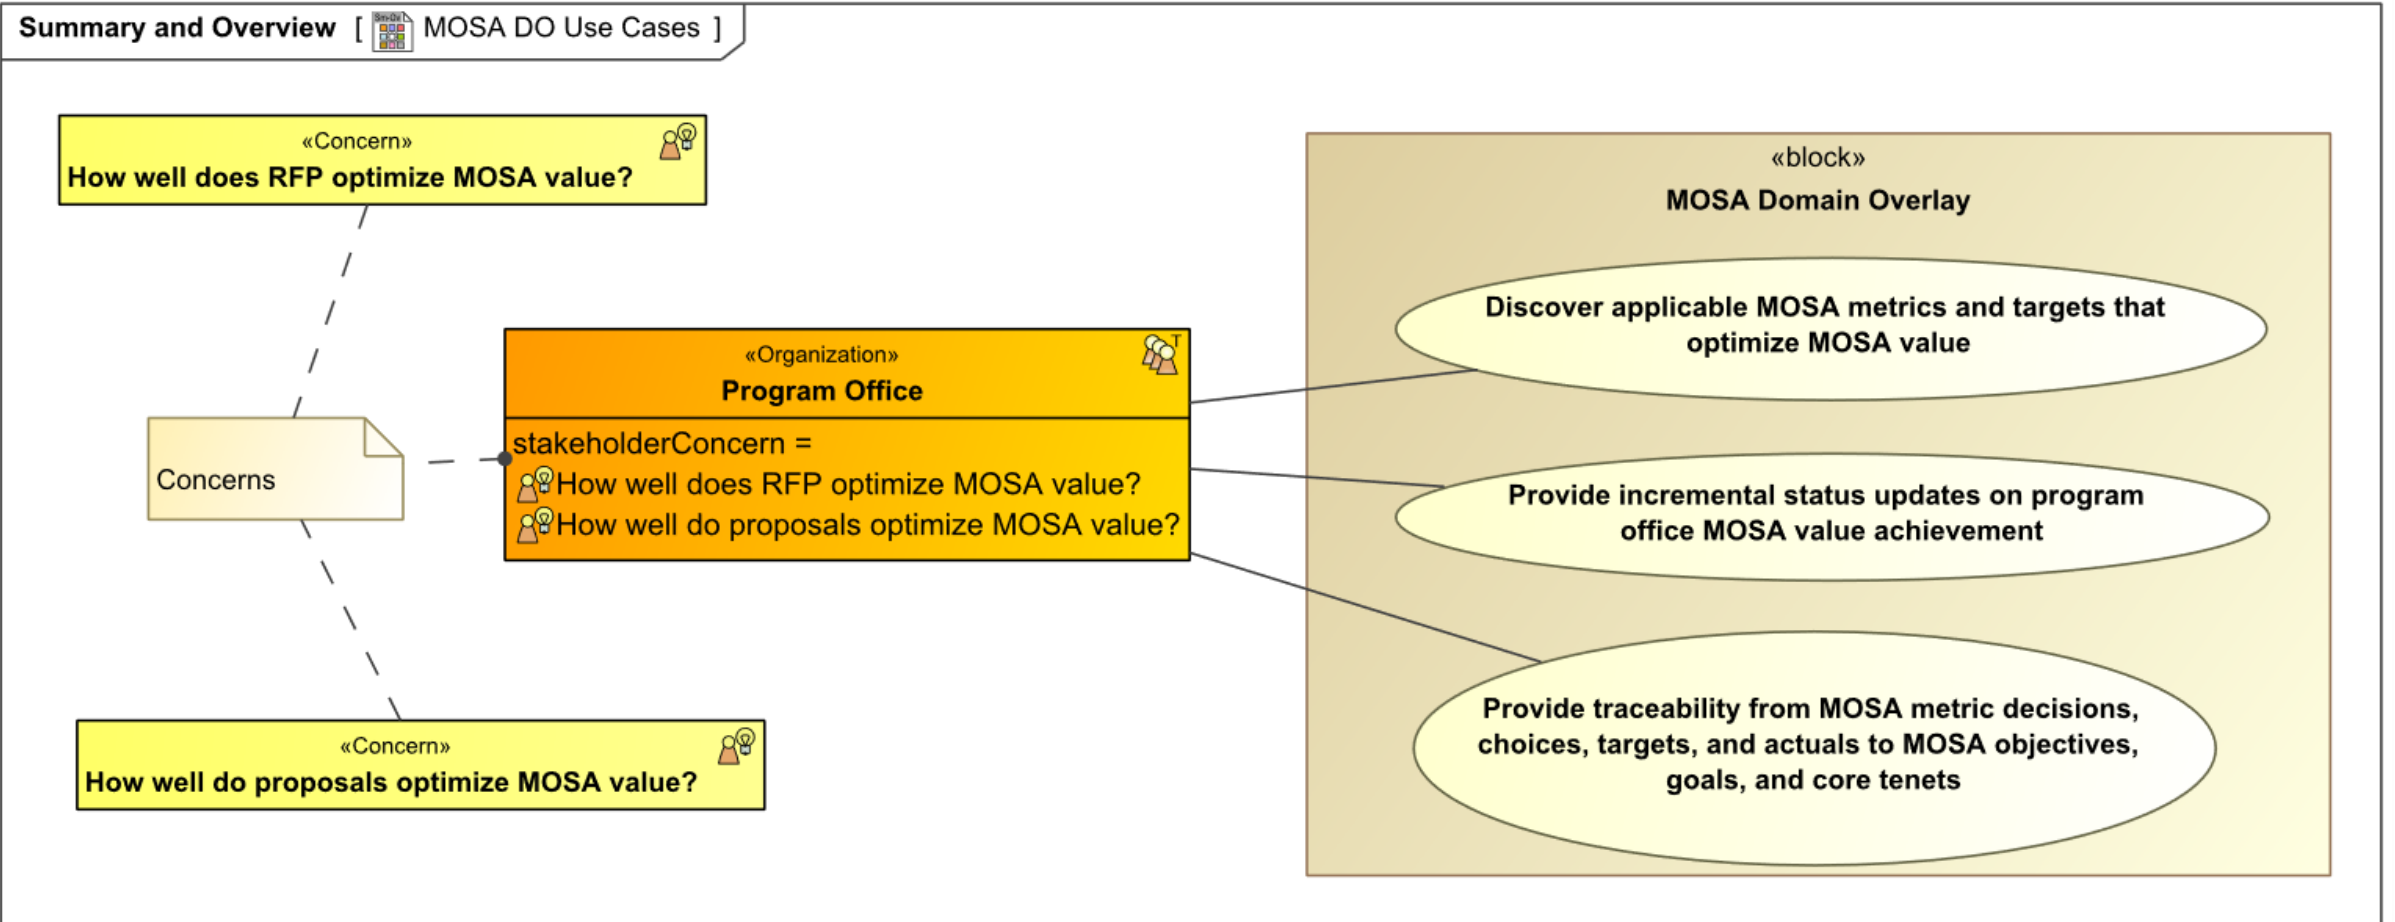 Summary and Overview [ Sm-Ov MOSA DO Use Cases ]
«Concern»
How well does RFP optimize MOSA value?
«block»
MOSA Domain Overlay
Discover applicable MOSA metrics and targets that
optimize MOSA value
«Organization»
T
Program Office
stakeholderConcern =
How well does RFP optimize MOSA value?
How well do proposals optimize MOSA value?
Concerns
Provide incremental status updates on program
office MOSA value achievement
Provide traceability from MOSA metric decisions,
choices, targets, and actuals to MOSA objectives,
goals, and core tenets
«Concern»
How well do proposals optimize MOSA value?